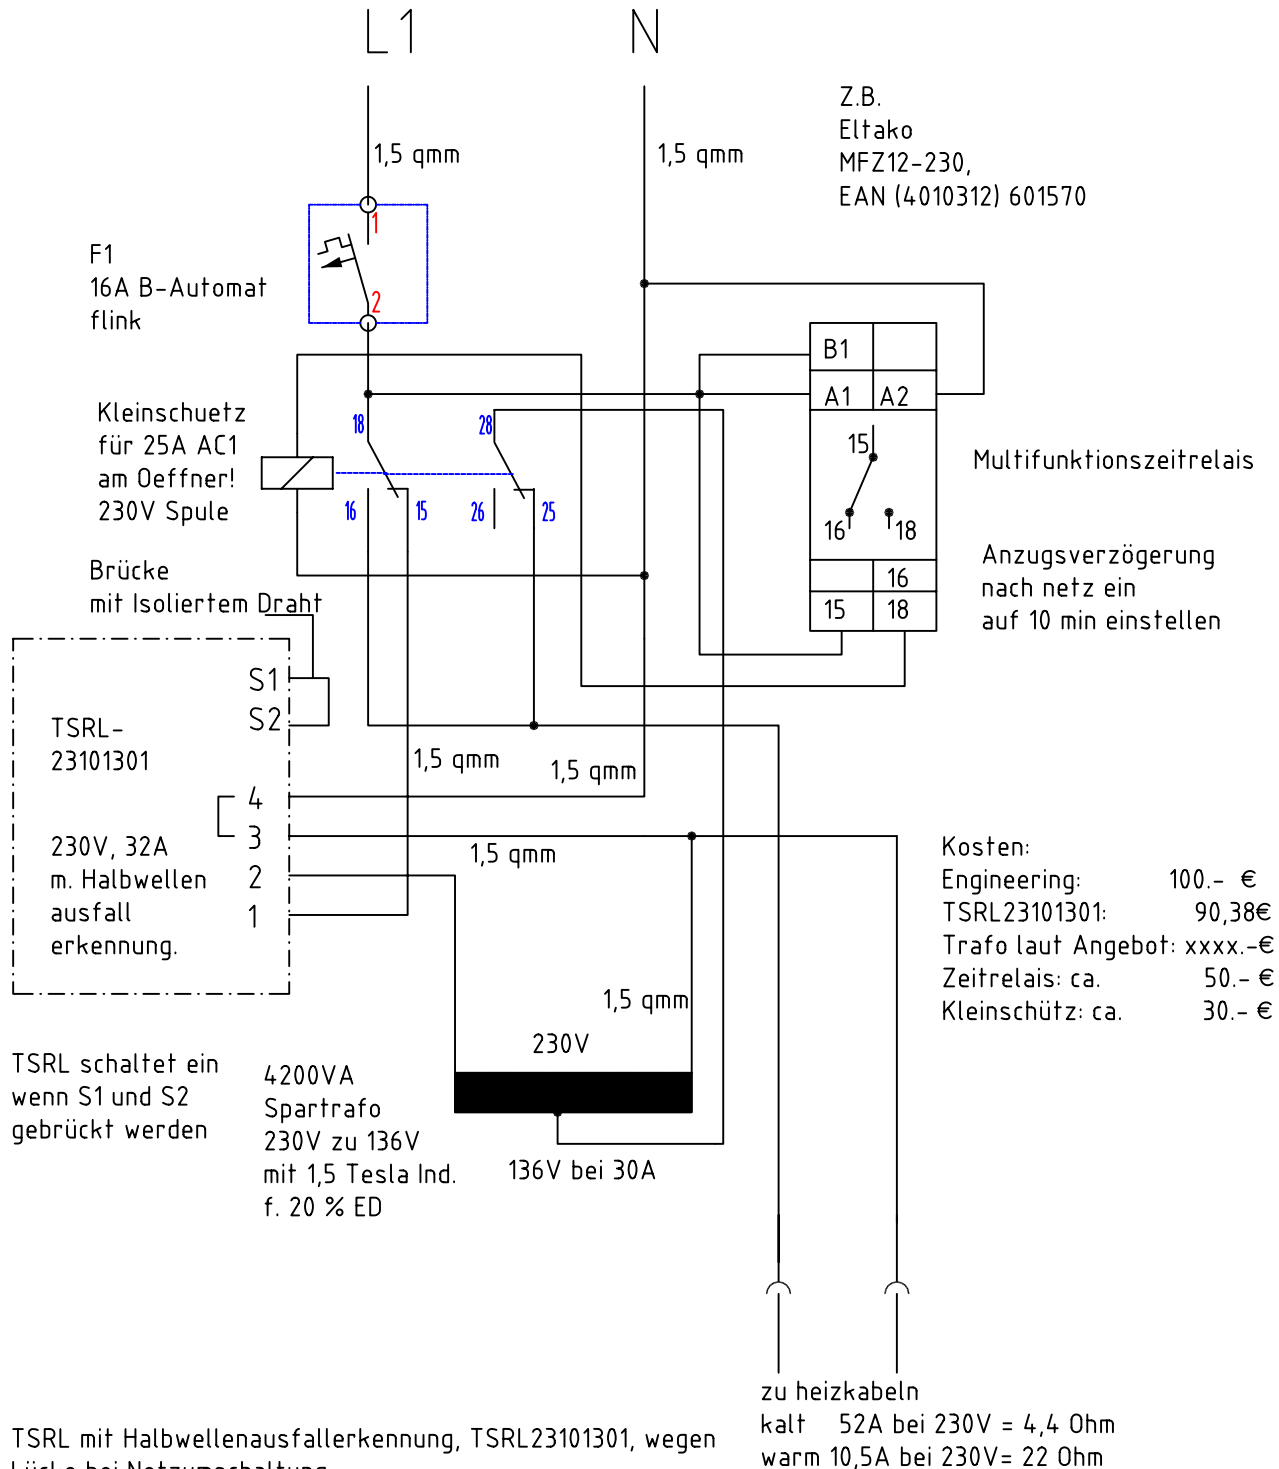 L1
N
1,5 qmm
1,5 qmm
Z.B.
Eltako
MFZ12-230,
EAN (4010312) 601570
1
2
F1
16A B-Automat
flink
B1
A1
A2
15
16
18
16
15
18
Kleinschuetz
für 25A AC1
am Oeffner!
230V Spule
18
28
16
15
26
25
Multifunktionszeitrelais
Anzugsverzögerung
nach netz ein
auf 10 min einstellen
Brücke
mit Isoliertem Draht
S1
S2
TSRL-
23101301
4
3
2
1
230V, 32A
m. Halbwellen
ausfall
erkennung.
1,5 qmm
1,5 qmm
1,5 qmm
1,5 qmm
Kosten:
Engineering: 100.- €
TSRL23101301: 90,38€
Trafo laut Angebot: xxxx.-€
Zeitrelais: ca. 50.- €
Kleinschütz: ca. 30.- €
TSRL schaltet ein
wenn S1 und S2
gebrückt werden
4200VA
Spartrafo
230V zu 136V
mit 1,5 Tesla Ind.
f. 20 % ED
230V
136V bei 30A
zu heizkabeln
kalt 52A bei 230V = 4,4 Ohm
warm 10,5A bei 230V= 22 Ohm
TSRL mit Halbwellenausfallerkennung, TSRL23101301, wegen